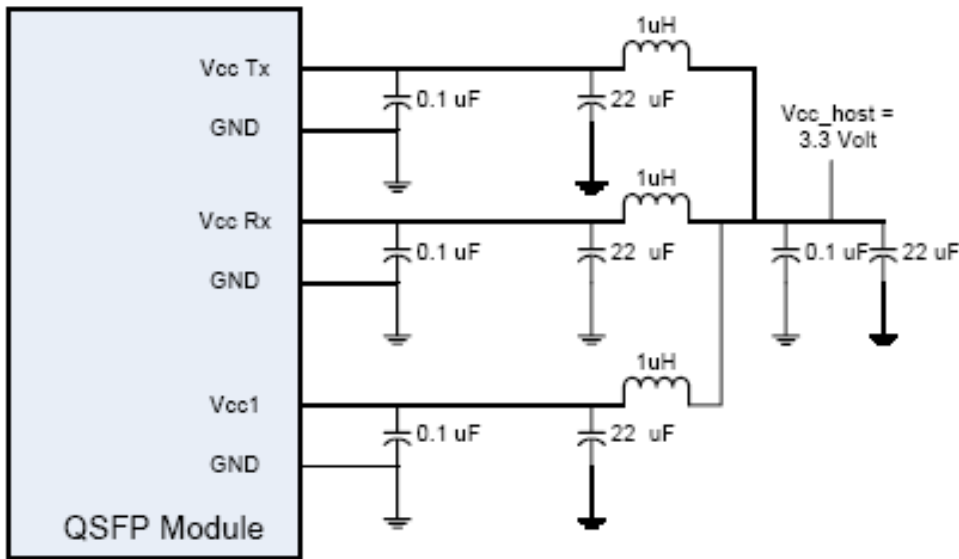 1uH
Vcc Tx
0.1 uF
22 uF
Vcc_host =
3.3 Volt
GND
1uH
Vcc Rx
0.1 uF
22 uF
0.1 uF
22 uF
GND
1uH
Vcc1
0.1 uF
22 uF
GND
QSFP Module